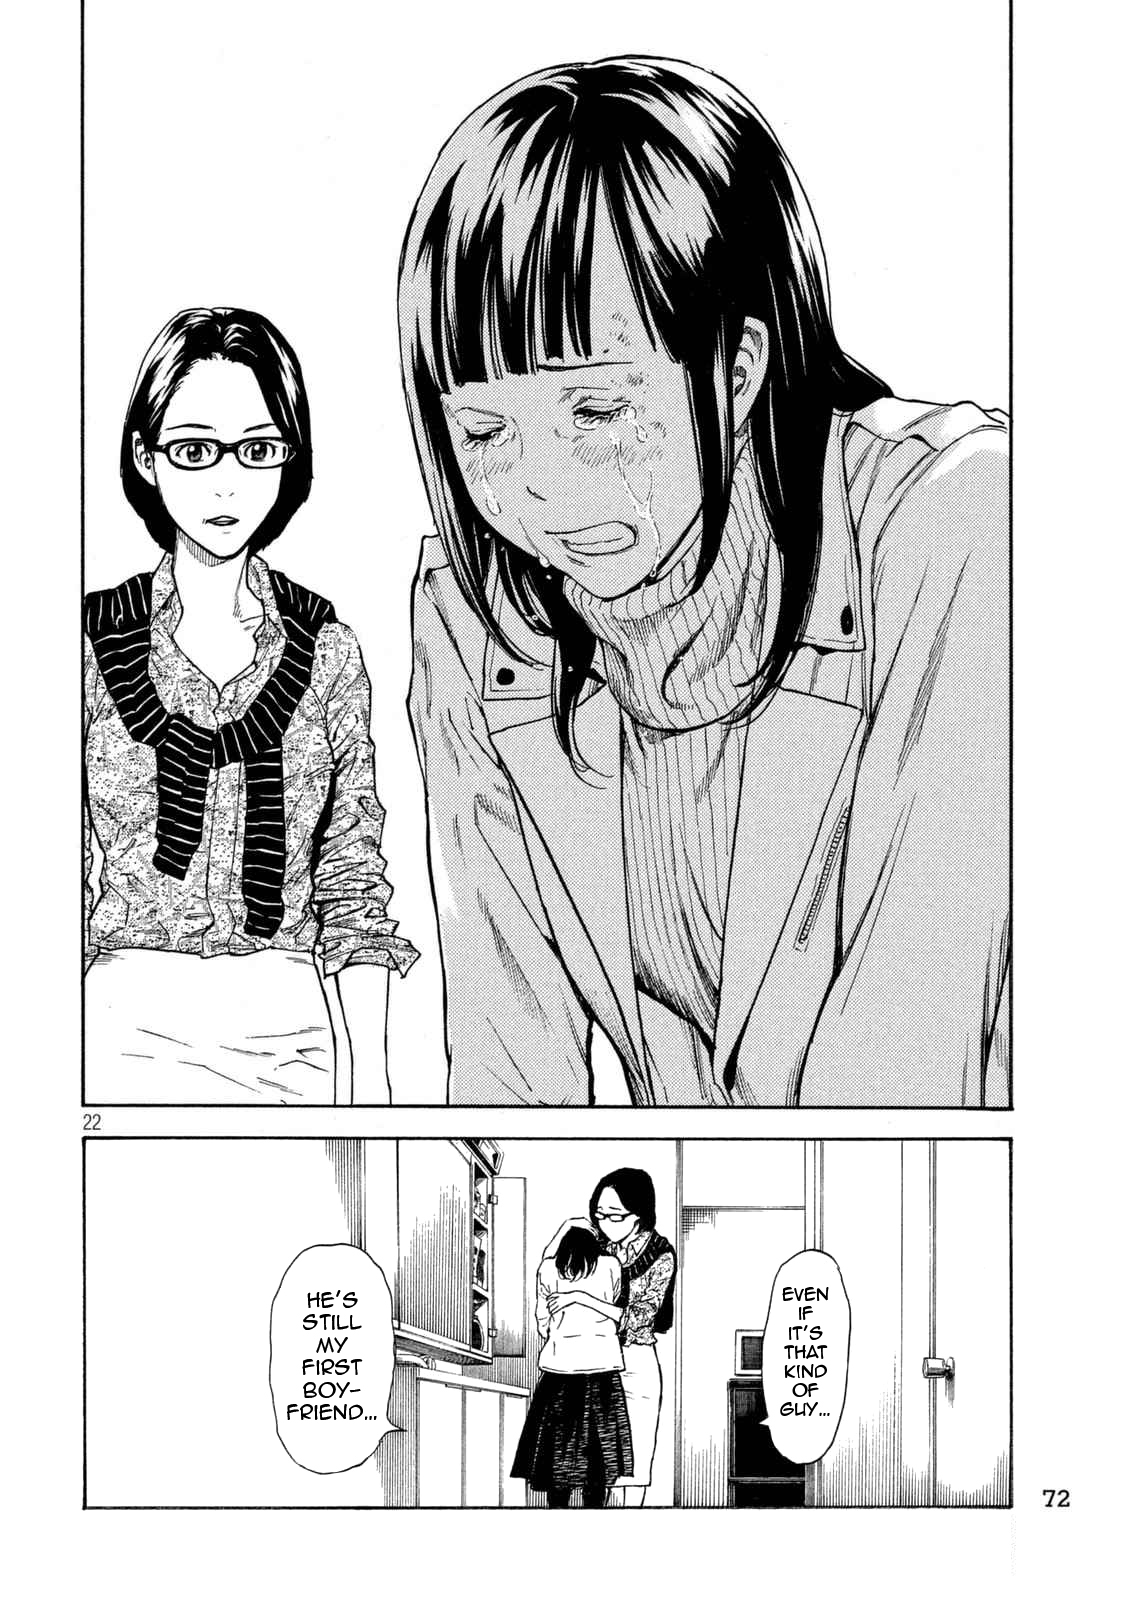 22
EVEN
IF
IT'S
THAT
KIND
OF
GUY...
HE'S
STILL
MY
FIRST
BOY-
FRIEND...
72